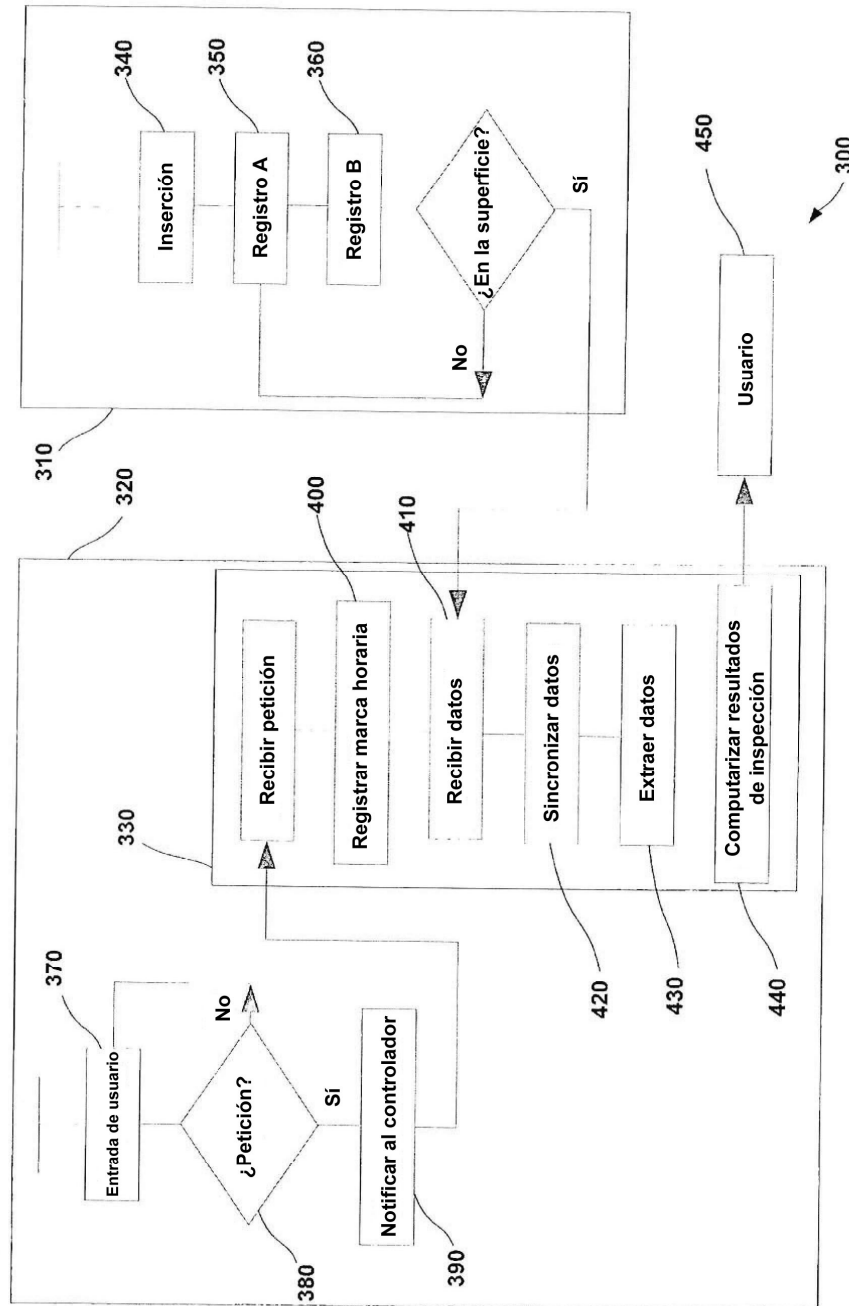 370
Entrada de usuario
No
¿Petición?
380
Sí
Notificar al controlador
390
320
330
Recibir petición
400
Registrar marca horaria
410
Recibir datos
Sincronizar datos
420
Extraer datos
430
Computarizar resultados
de inspección
440
310
340
Inserción
350
Registro A
360
Registro B
¿En la superficie?
No
Sí
450
Usuario
300